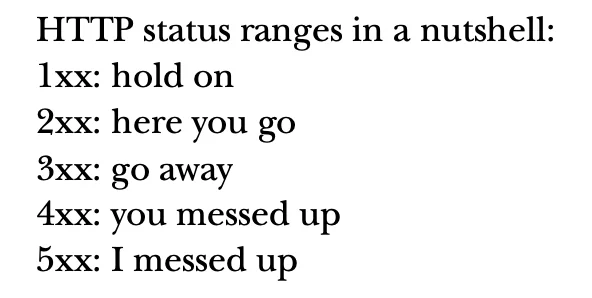 HTTP status ranges in a nutshell:
1xx: hold on
2xx: here you go
3xx: go away
4xx: you messed up
5xx: I messed up